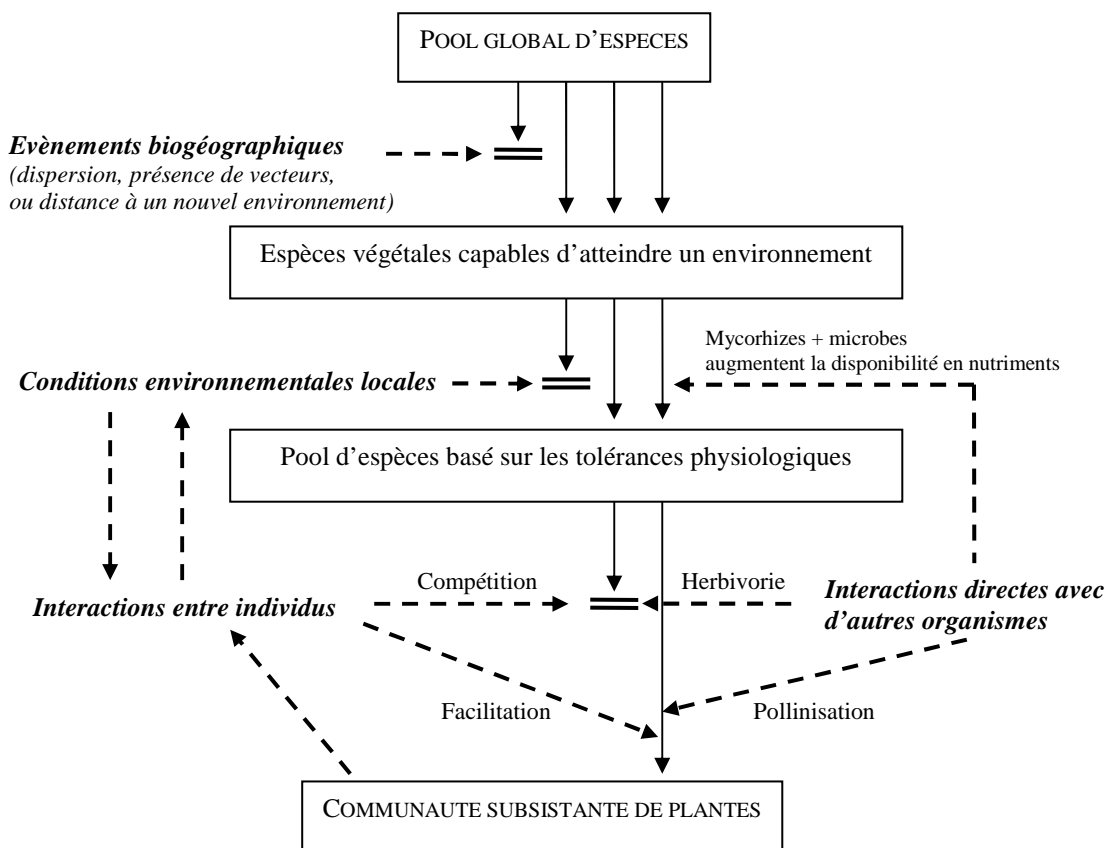 POOL GLOBAL D'ESPECES
Evènements biogéographiques
(dispersion, présence de vecteurs,
ou distance à un nouvel environnement)
Espèces végétales capables d'atteindre un environnement
Mycorhizes + microbes
augmentent la disponibilité en nutriments
Conditions environnementales locales
Pool d'espèces basé sur les tolérances physiologiques
Compétition
Herbivorie
Interactions entre individus
Interactions directes avec
d'autres organismes
Facilitation
Pollinisation
COMMUNAUTE SUBSISTANTE DE PLANTES